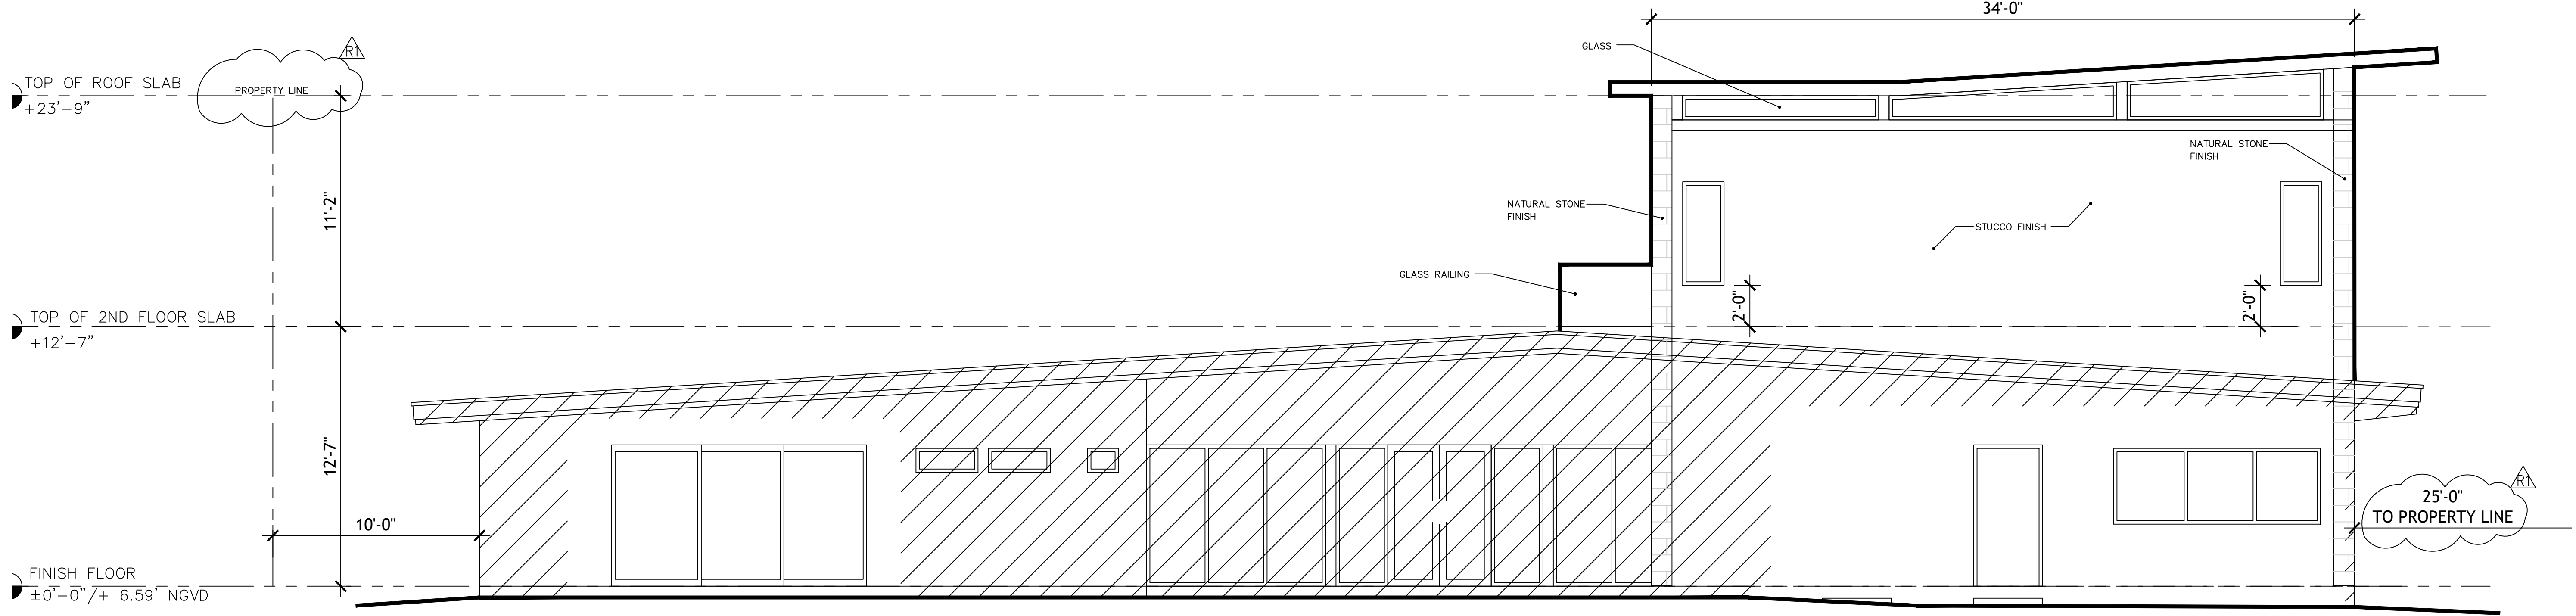 34'-0"
GLASS
R1
TOP OF ROOF SLAB
+23'-9"
PROPERTY LINE
NATURAL STONE
FINISH
11'-2"
NATURAL STONE
FINISH
STUCCO FINISH
GLASS RAILING
2'-0"
2'-0"
TOP OF 2ND FLOOR SLAB
+12'-7"
12'-7"
R1
25'-0"
TO PROPERTY LINE
10'-0"
FINISH FLOOR
±0'-0"/+ 6.59' NGVD